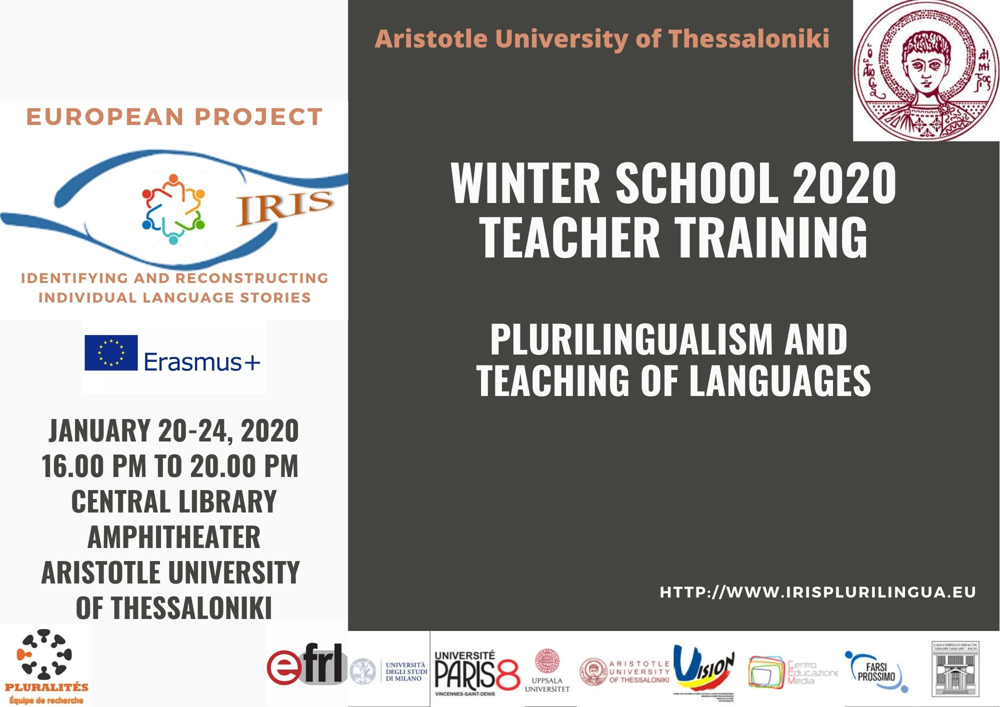 Aristotle University of Thessaloniki
EUROPEAN PROJECT
IRIS
IDENTIFYING AND RECONSTRUCTING
INDIVIDUAL LANGUAGE STORIES
Erasmus+
JANUARY 20-24, 2020
16.00 PM TO 20.00 PM
CENTRAL LIBRARY
AMPHITHEATER
ARISTOTLE UNIVERSITY
OF THESSALONIKI
WINTER SCHOOL 2020
TEACHER TRAINING
PLURILINGUALISM AND
TEACHING OF LANGUAGES
HTTP://WWW.IRISPLURILINGUA.EU
PLURALITÉS
Équipe de recherche
efrl
UNIVERSITÀ
DEGLI STUDI
DI MILANO
UNIVERSITÉ
PARIS8
VINCENNES-SAINT-DENIS
UPPSALA
UNIVERSITET
ARISTOTLE
UNIVERSITY
OF THESSALONIKI
VISION
Centro
Educazione
Media
FARSI
PROSSIMO
CASA CORPULUI DIDACTIC
"GRIGORE TABACARU" - BACAU